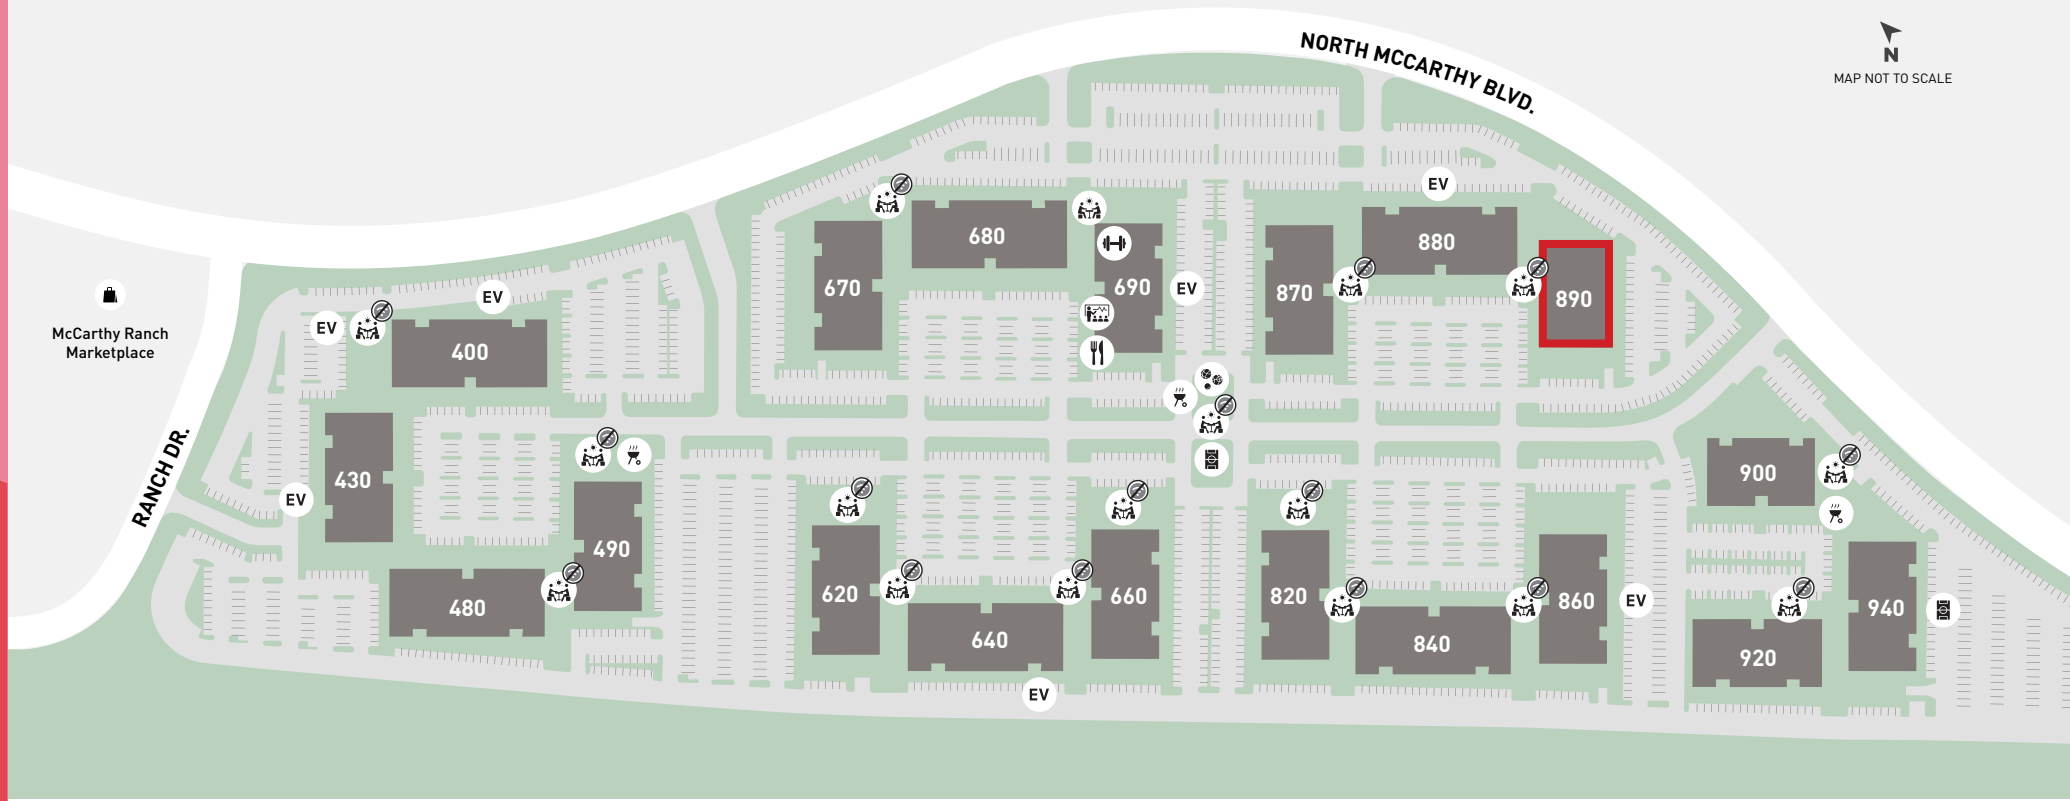 NORTH MCCARTHY BLVD.
N
MAP NOT TO SCALE
EV
680
880
670
690
EV
870
890
EV
EV
400
McCarthy Ranch
Marketplace
RANCH DR.
430
EV
490
480
900
620
640
660
EV
820
840
860
EV
920
940